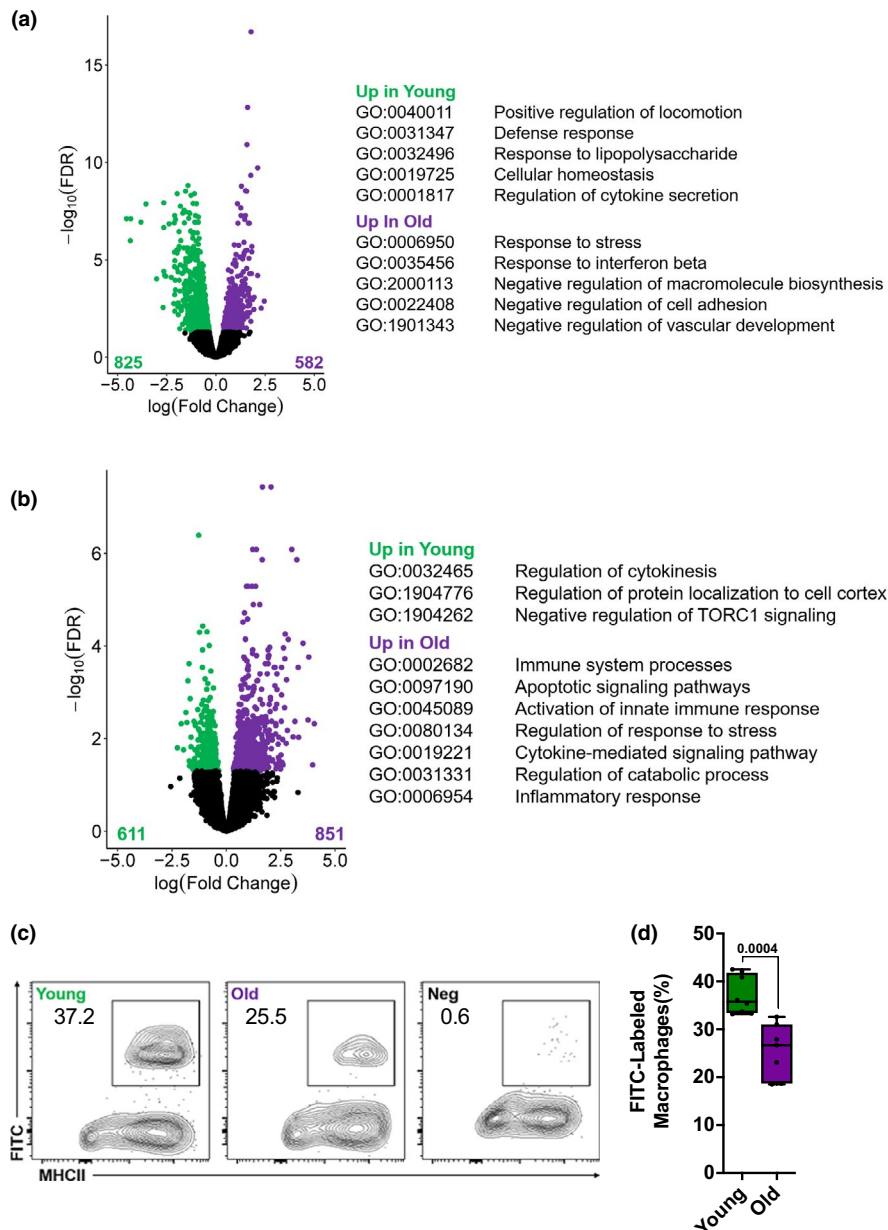 (a)
15
10
5
0
−log10(FDR)
-5.0 -2.5 0.0 2.5 5.0
log(Fold Change)
825
582
Up in Young
GO:0040011 Positive regulation of locomotion
GO:0031347 Defense response
GO:0032496 Response to lipopolysaccharide
GO:0019725 Cellular homeostasis
GO:0001817 Regulation of cytokine secretion
Up In Old
GO:0006950 Response to stress
GO:0035456 Response to interferon beta
GO:2000113 Negative regulation of macromolecule biosynthesis
GO:0022408 Negative regulation of cell adhesion
GO:1901343 Negative regulation of vascular development
(b)
6
4
2
0
−log10(FDR)
-5.0 -2.5 0.0 2.5 5.0
log(Fold Change)
611
851
Up in Young
GO:0032465 Regulation of cytokinesis
GO:1904776 Regulation of protein localization to cell cortex
GO:1904262 Negative regulation of TORC1 signaling
Up in Old
GO:0002682 Immune system processes
GO:0097190 Apoptotic signaling pathways
GO:0045089 Activation of innate immune response
GO:0080134 Regulation of response to stress
GO:0019221 Cytokine-mediated signaling pathway
GO:0031331 Regulation of catabolic process
GO:0006954 Inflammatory response
(c)
Young
37.2
Old
25.5
Neg
0.6
FITC
MHCII
(d)
50
40
30
20
10
0
FITC-Labeled
Macrophages(%)
0.0004
Young
Old